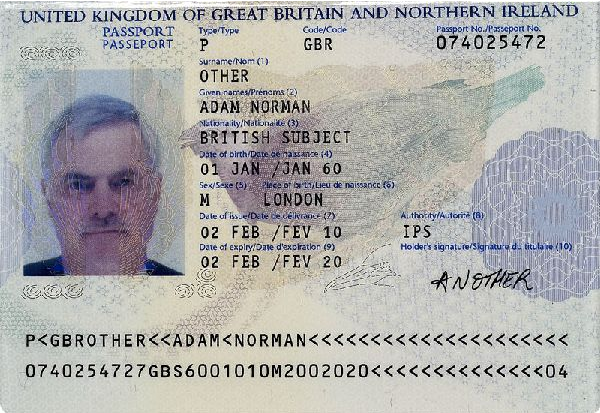 UNITED KINGDOM OF GREAT BRITAIN AND NORTHERN IRELAND
PASSPORT Type/Type Code/Code Passport No./Passeport No.
PASSEPORT P GBR 074025472
Surname/Nom (1)
OTHER
Given names/Prénoms (2)
ADAM NORMAN
Nationality/Nationalité (3)
BRITISH SUBJECT
Date of birth/Date de naissance (4)
01 JAN /JAN 60
Sex/Sexe (5) Place of birth/Lieu de naissance (6)
M LONDON
Date of issue/Date de délivrance (7) Authority/Autorité (8)
02 FEB /FEV 10 IPS
Date of expiry/Date d'expiration (9) Holder's signature/Signature du titulaire (10)
02 FEB /FEV 20
ANOTHER
P<GBROTHER<<ADAM<NORMAN<<<<<<<<<<<<<<<<<<<<<
0740254727GBS6001010M2002020<<<<<<<<<<<<<<04